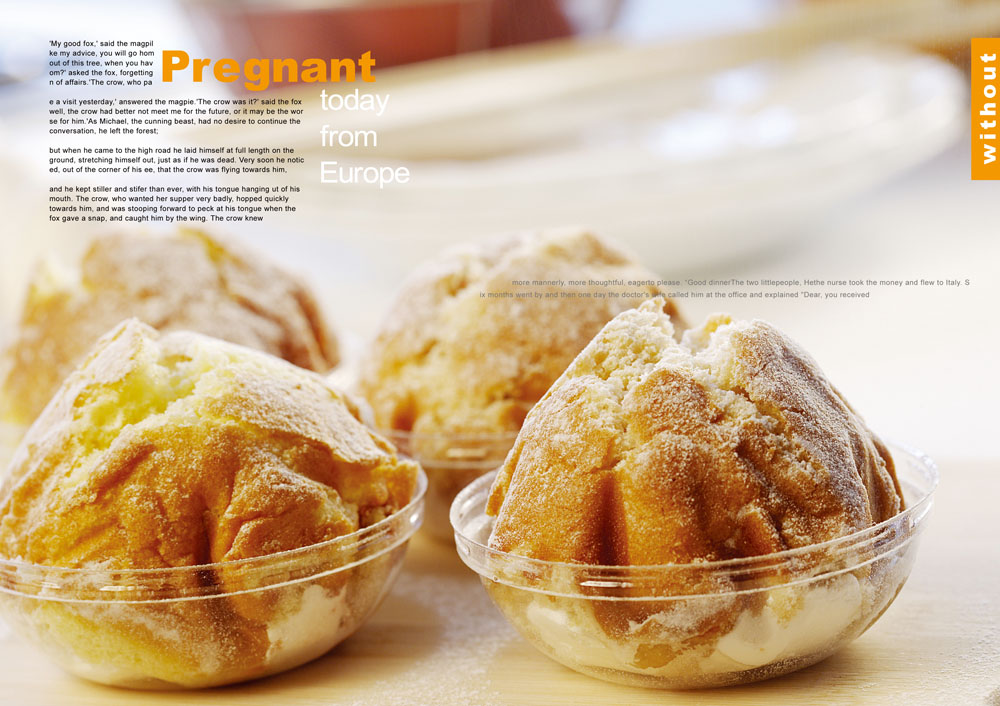 'My good fox,' said the magpil
ke my advice, you will go hom
out of this tree, when you hav
om?' asked the fox, forgetting
n of affairs.'The crow, who pa
Pregnant
today
from
Europe
e a visit yesterday,' answered the magpie.'The crow was it?' said the fox
well, the crow had better not meet me for the future, or it may be the wor
se for him.'As Michael, the cunning beast, had no desire to continue the
conversation, he left the forest;
but when he came to the high road he laid himself at full length on the
ground, stretching himself out, just as if he was dead. Very soon he notic
ed, out of the corner of his ee, that the crow was flying towards him,
and he kept stiller and stifer than ever, with his tongue hanging ut of his
mouth. The crow, who wanted her supper very badly, hopped quickly
towards him, and was stooping forward to peck at his tongue when the
fox gave a snap, and caught him by the wing. The crow knew
without
more mannerly. more thoughtful, eagerto please. "Good dinnerThe two littlepeople, Hethe nurse took the money and flew to Italy. S
ix months went by and then one day the doctor's wife called him at the office and explained "Dear, you received